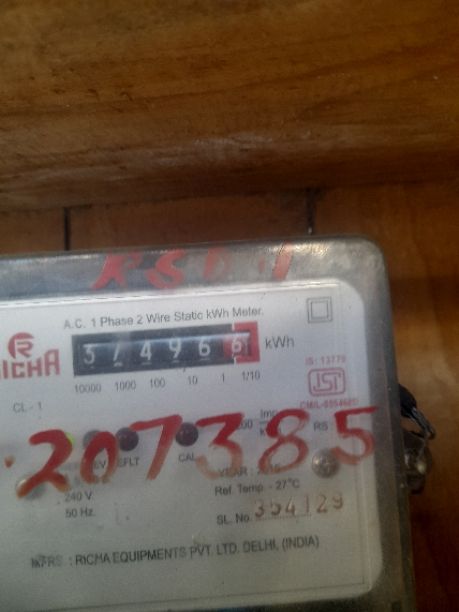 A.C. 1 Phase 2 Wire Static kWh Meter.
R
RICHA
374966 kWh
10000 1000 100 10 1 1/10
IS: 13779
ISI
CL - 1
CAL
RS
207385
240 V.
50 Hz.
YEAR :
Ref. Temp. - 27°C
SL. No. 354129
MFRS : RICHA EQUIPMENTS PVT. LTD. DELHI, (INDIA)